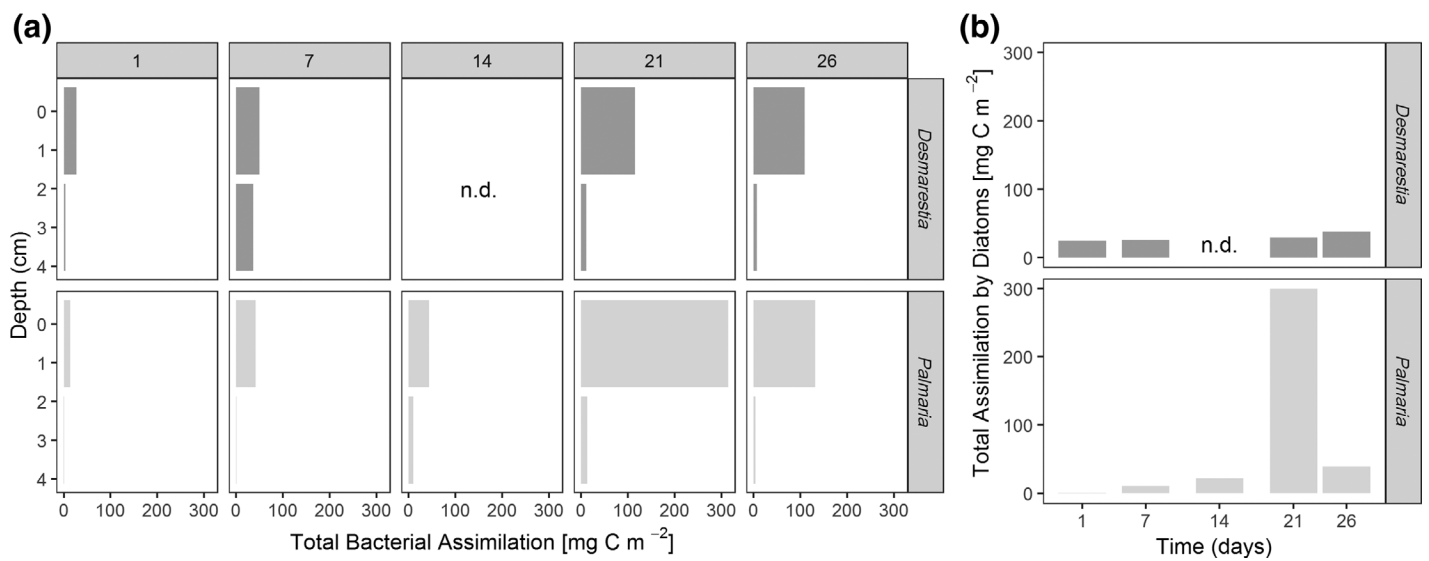 (a)
1 7 14 21 26
Depth (cm)
0
1
2
3
4
n.d.
Desmarestia
0
1
2
3
4
Palmaria
0 100 200 300 0 100 200 300 0 100 200 300 0 100 200 300 0 100 200 300
Total Bacterial Assimilation [mg C m ⁻²]
(b)
Total Assimilation by Diatoms [mg C m ⁻²]
300
200
100
0
n.d.
Desmarestia
300
200
100
0
Palmaria
1 7 14 21 26
Time (days)